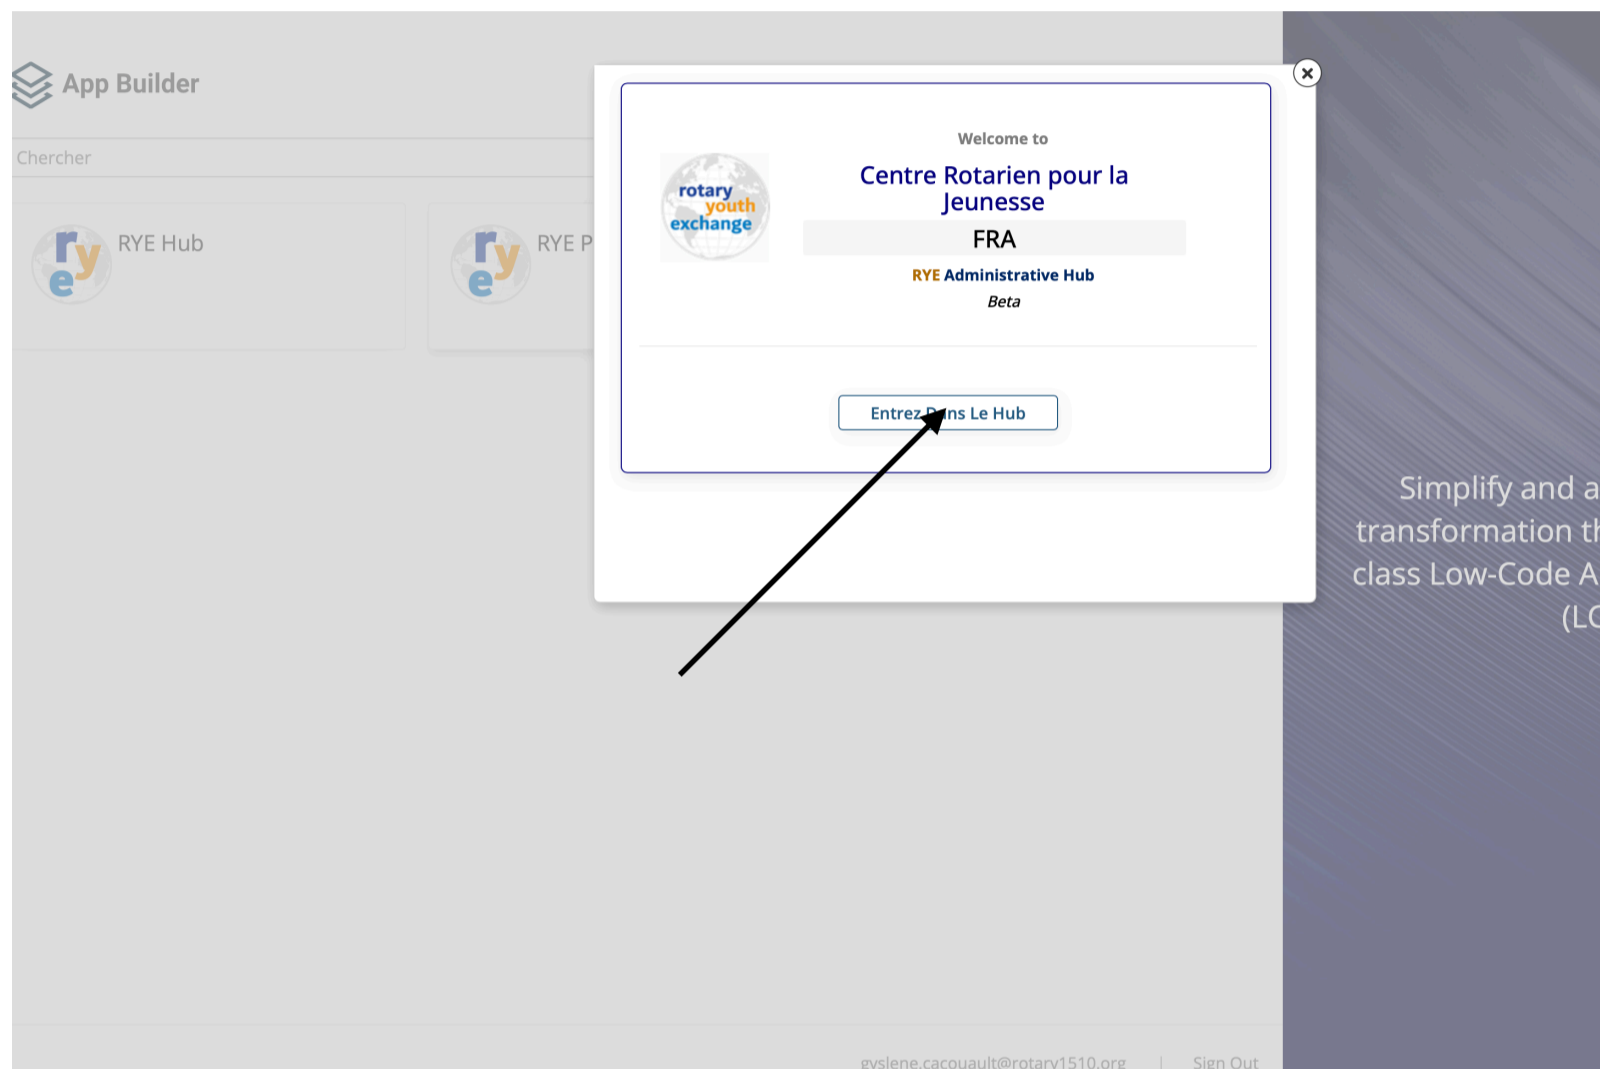 App Builder
Chercher
RYE Hub
RYE P
Welcome to
Centre Rotarien pour la
Jeunesse
FRA
RYE Administrative Hub
Beta
rotary
youth
exchange
Entrez Dans Le Hub
rye
rye
Simplify and a
transformation th
class Low-Code A
(LC
gyslene.cacouault@rotary1510.org | Sign Out